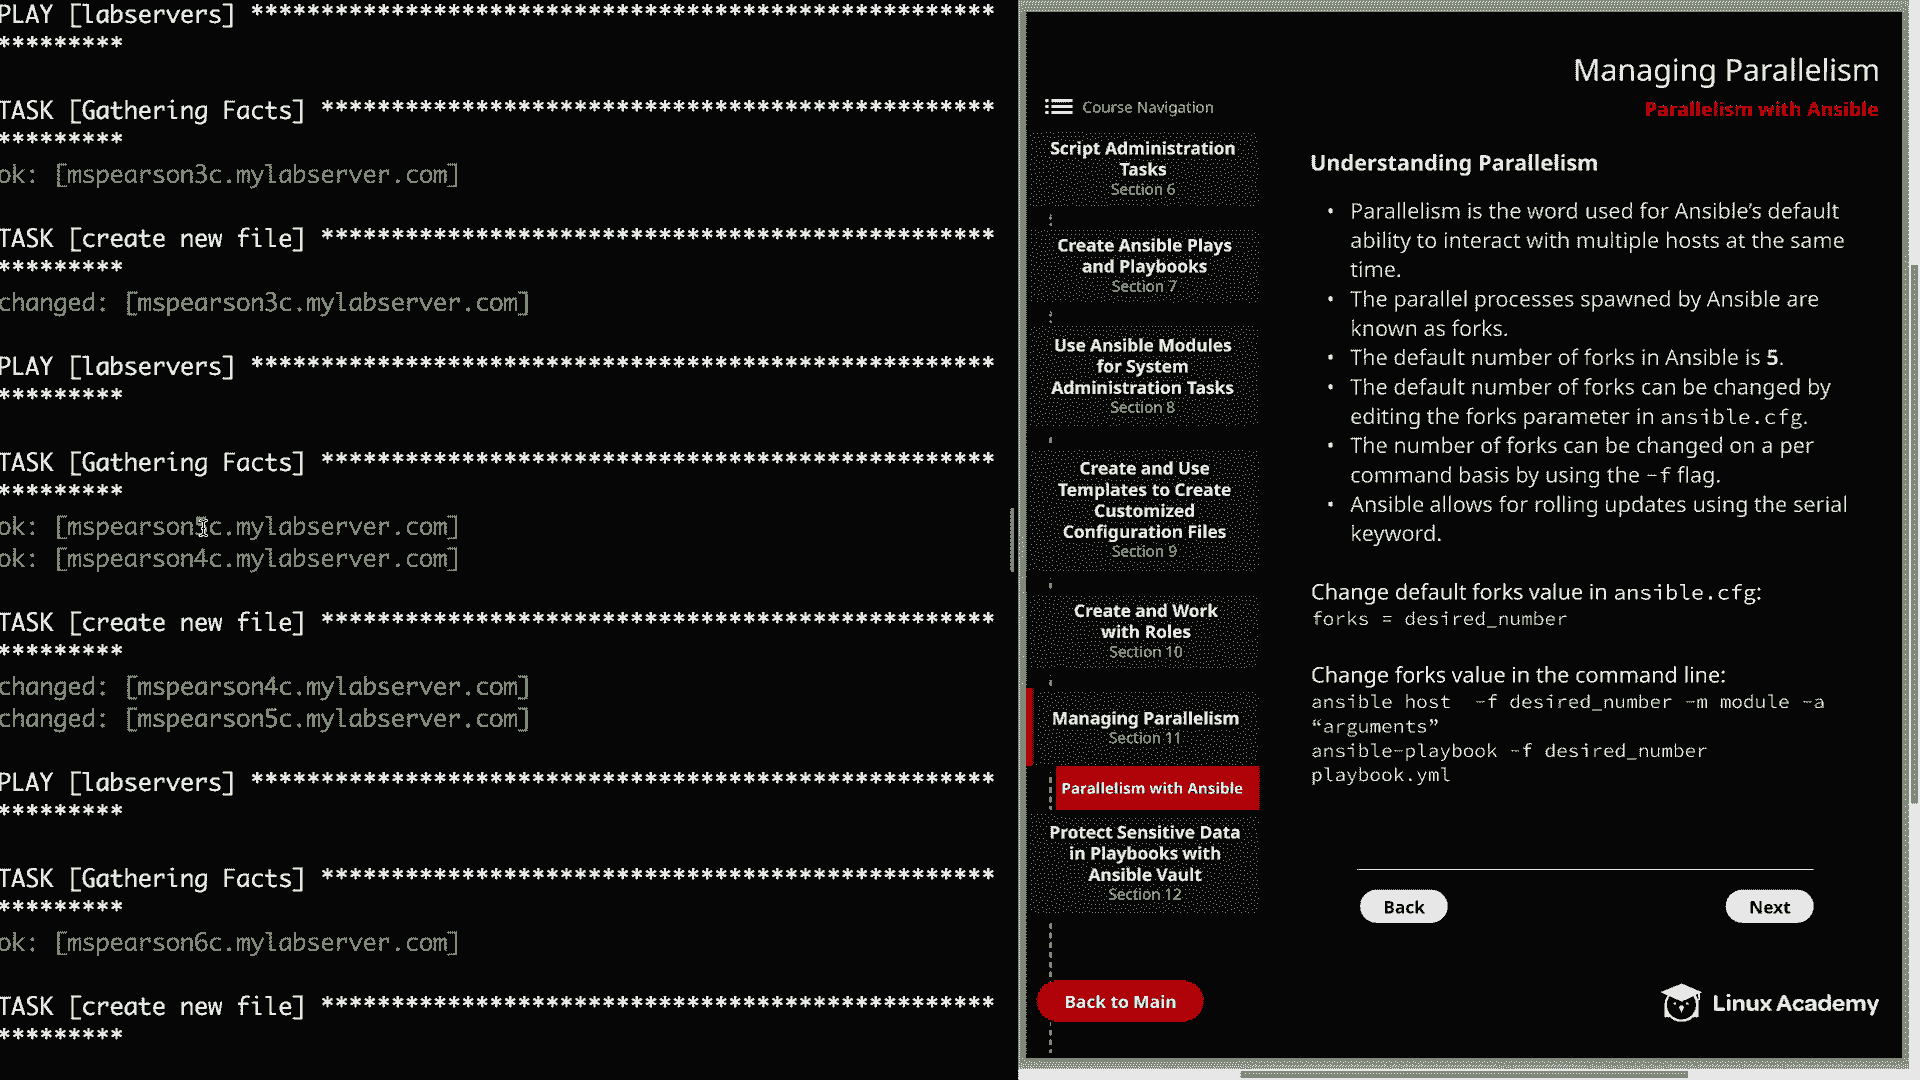 PLAY [labservers] *****************************************************
*********
TASK [Gathering Facts] ************************************************
*********
ok: [mspearson3c.mylabserver.com]
TASK [create new file] ************************************************
*********
changed: [mspearson3c.mylabserver.com]
PLAY [labservers] *****************************************************
*********
TASK [Gathering Facts] ************************************************
*********
ok: [mspearson5c.mylabserver.com]
ok: [mspearson4c.mylabserver.com]
TASK [create new file] ************************************************
*********
changed: [mspearson4c.mylabserver.com]
changed: [mspearson5c.mylabserver.com]
PLAY [labservers] *****************************************************
*********
TASK [Gathering Facts] ************************************************
*********
ok: [mspearson6c.mylabserver.com]
TASK [create new file] ************************************************
*********
Managing Parallelism
Parallelism with Ansible
Course Navigation
Script Administration
Tasks
Section 6
Create Ansible Plays
and Playbooks
Section 7
Use Ansible Modules
for System
Administration Tasks
Section 8
Create and Use
Templates to Create
Customized
Configuration Files
Section 9
Create and Work
with Roles
Section 10
Managing Parallelism
Section 11
Parallelism with Ansible
Protect Sensitive Data
in Playbooks with
Ansible Vault
Section 12
Back to Main
Understanding Parallelism
• Parallelism is the word used for Ansible’s default
ability to interact with multiple hosts at the same
time.
• The parallel processes spawned by Ansible are
known as forks.
• The default number of forks in Ansible is 5.
• The default number of forks can be changed by
editing the forks parameter in ansible.cfg.
• The number of forks can be changed on a per
command basis by using the -f flag.
• Ansible allows for rolling updates using the serial
keyword.
Change default forks value in ansible.cfg:
forks = desired_number
Change forks value in the command line:
ansible host -f desired_number -m module -a
“arguments”
ansible-playbook -f desired_number
playbook.yml
Back
Next
Linux Academy